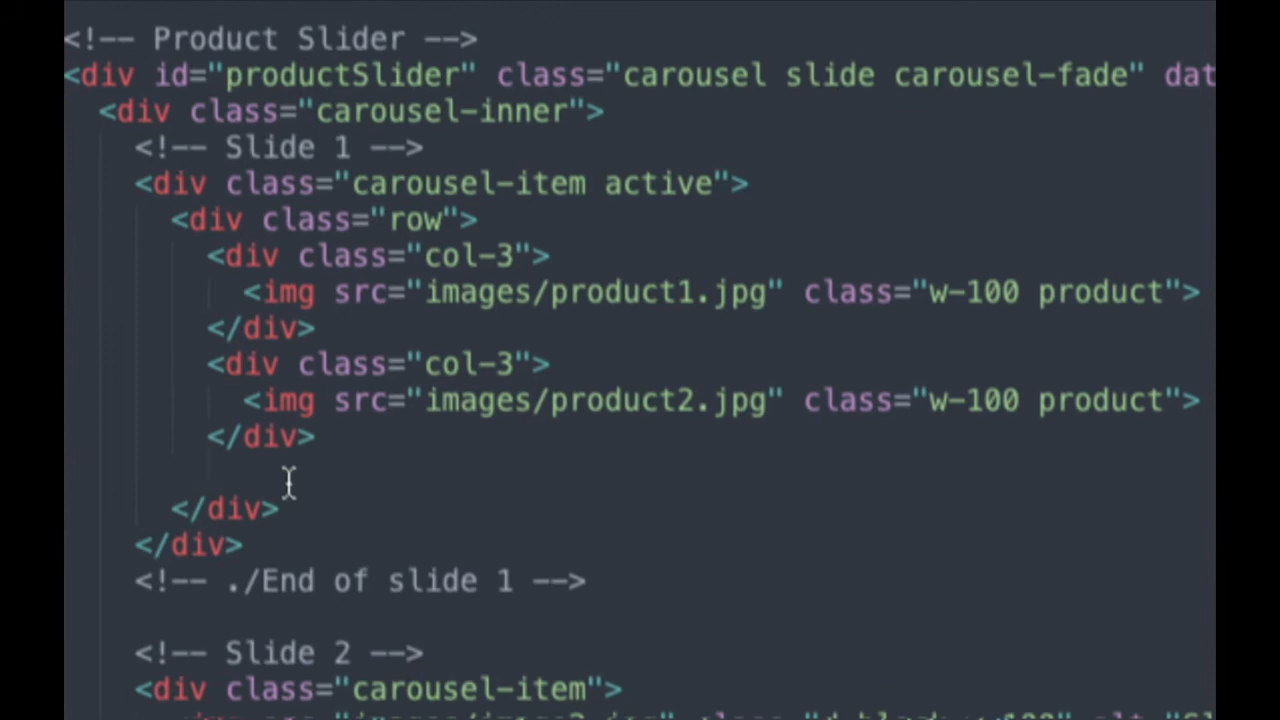 <!-- Product Slider -->
<div id="productSlider" class="carousel slide carousel-fade" dat
<div class="carousel-inner">
<!-- Slide 1 -->
<div class="carousel-item active">
<div class="row">
<div class="col-3">
<img src="images/product1.jpg" class="w-100 product">
</div>
<div class="col-3">
<img src="images/product2.jpg" class="w-100 product">
</div>
</div>
</div>
<!-- ./End of slide 1 -->
<!-- Slide 2 -->
<div class="carousel-item">